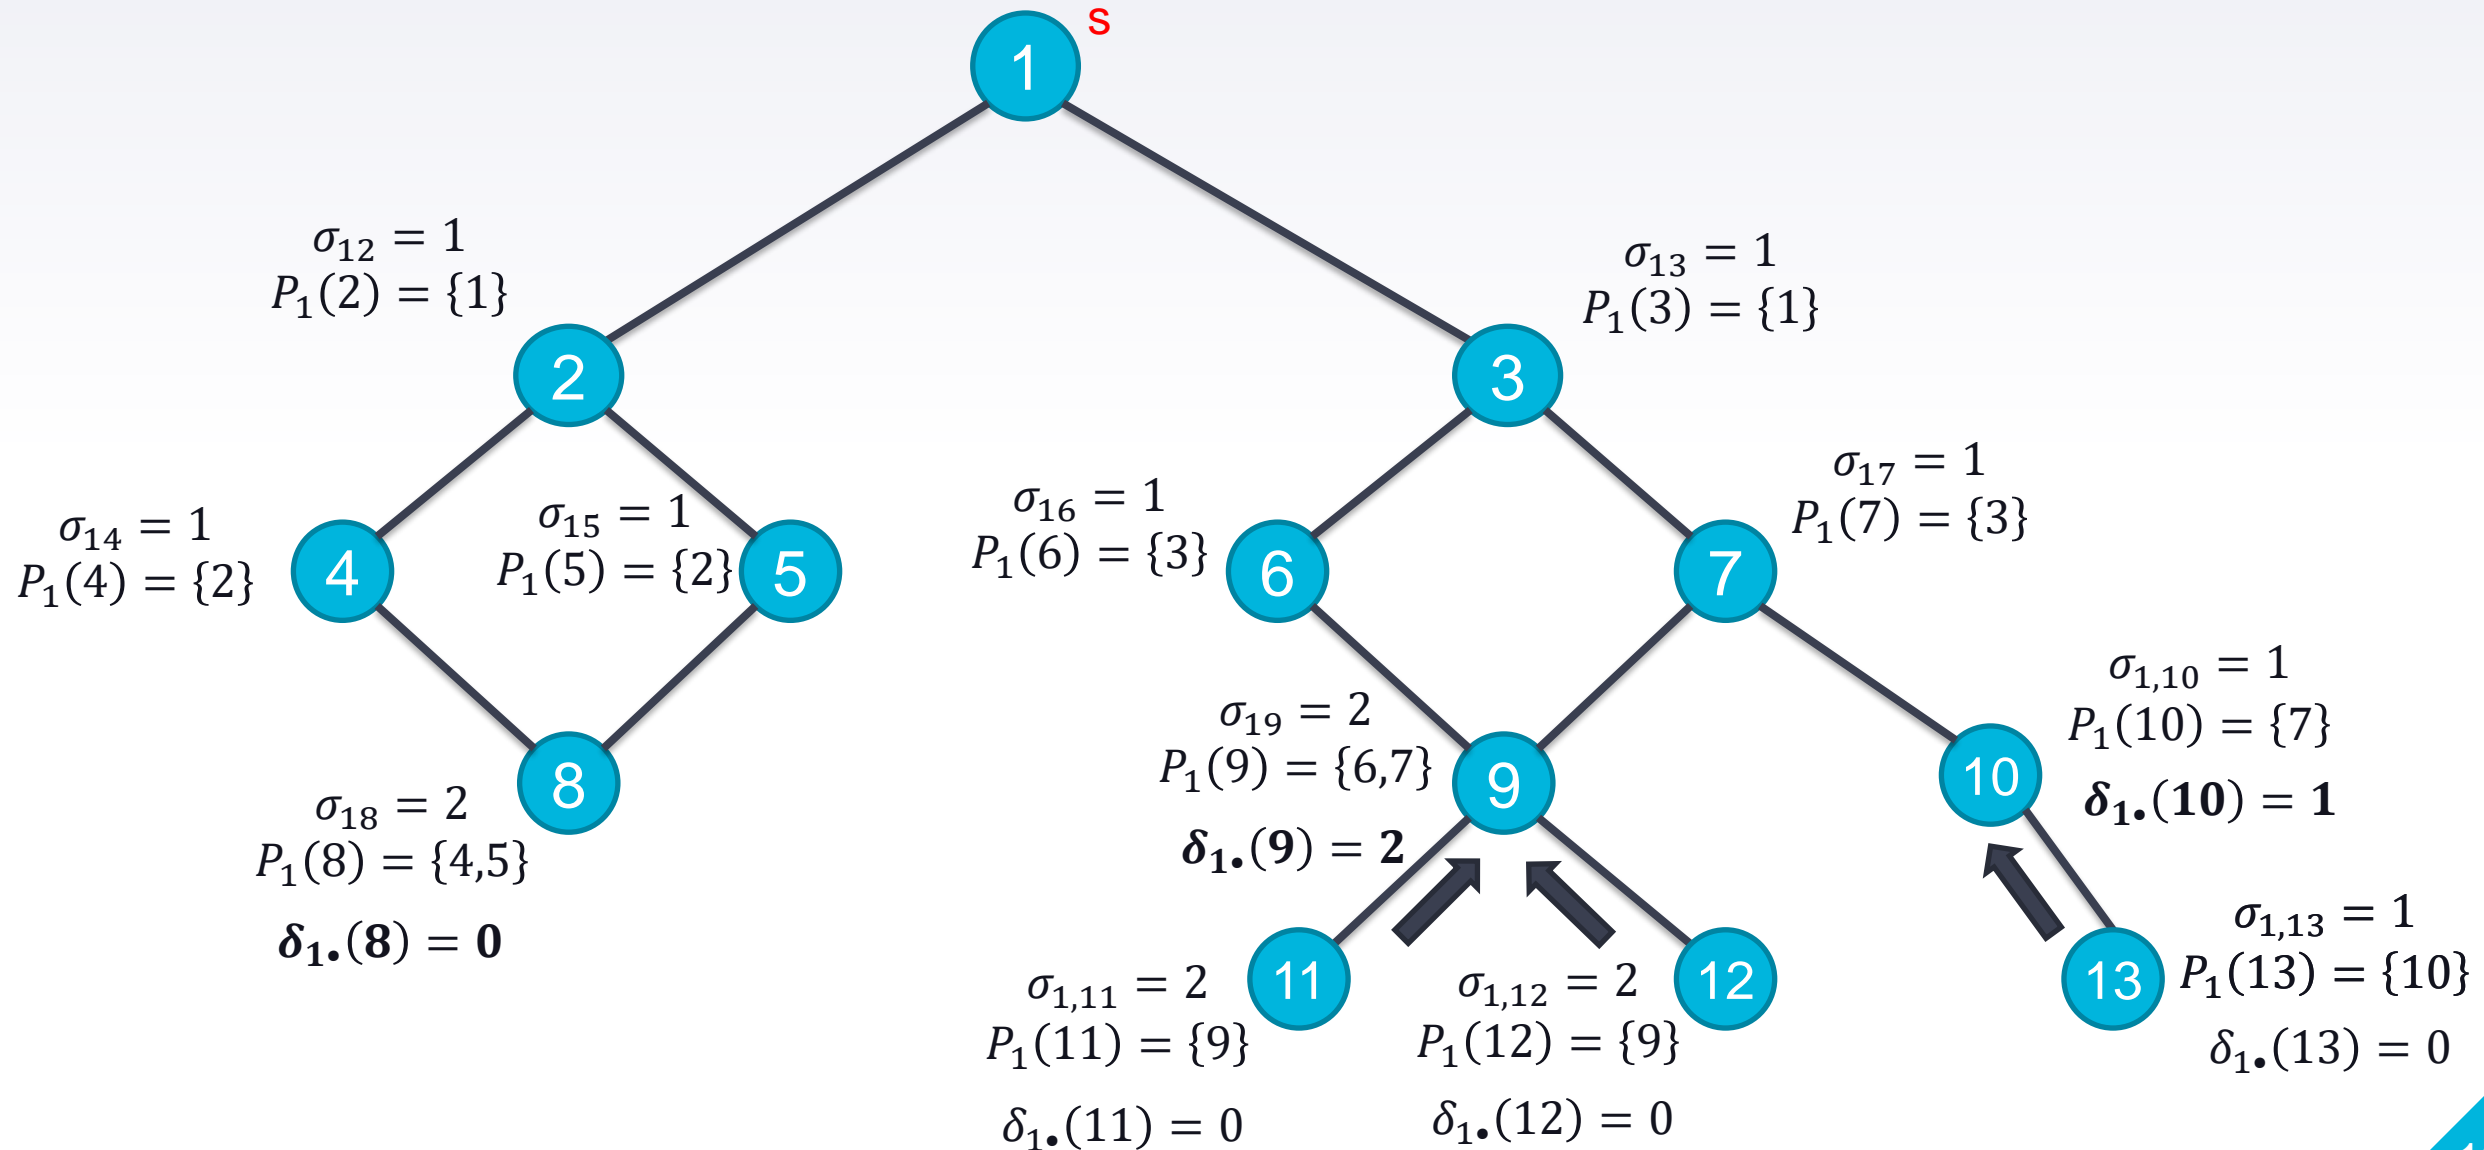 1
s
σ₁₂ = 1
P₁(2) = {1}
σ₁₃ = 1
P₁(3) = {1}
2
3
σ₁₄ = 1
P₁(4) = {2}
4
σ₁₅ = 1
P₁(5) = {2}
5
σ₁₆ = 1
P₁(6) = {3}
6
7
σ₁₇ = 1
P₁(7) = {3}
8
σ₁₈ = 2
P₁(8) = {4,5}
δ₁•(8) = 0
σ₁₉ = 2
P₁(9) = {6,7}
δ₁•(9) = 2
9
10
σ₁,₁₀ = 1
P₁(10) = {7}
δ₁•(10) = 1
11
σ₁,₁₁ = 2
P₁(11) = {9}
δ₁•(11) = 0
12
σ₁,₁₂ = 2
P₁(12) = {9}
δ₁•(12) = 0
13
σ₁,₁₃ = 1
P₁(13) = {10}
δ₁•(13) = 0